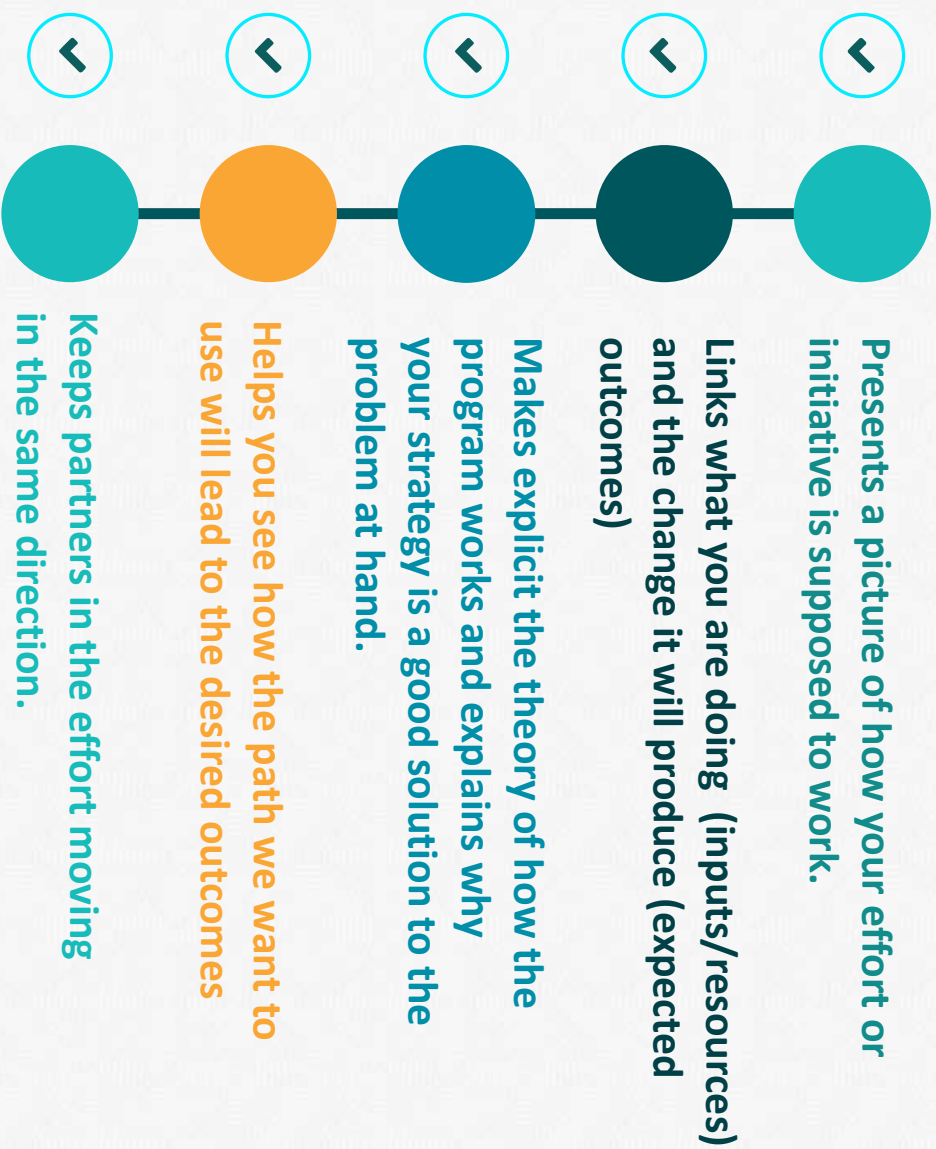 Presents a picture of how your effort or
initiative is supposed to work.
Links what you are doing  (inputs/resources)
and the change it will produce (expected
outcomes)
Makes explicit the theory of how the
program works and explains why
your strategy is a good solution to the
problem at hand.
Helps you see how the path we want to
use will lead to the desired outcomes
Keeps partners in the effort moving
in the same direction.